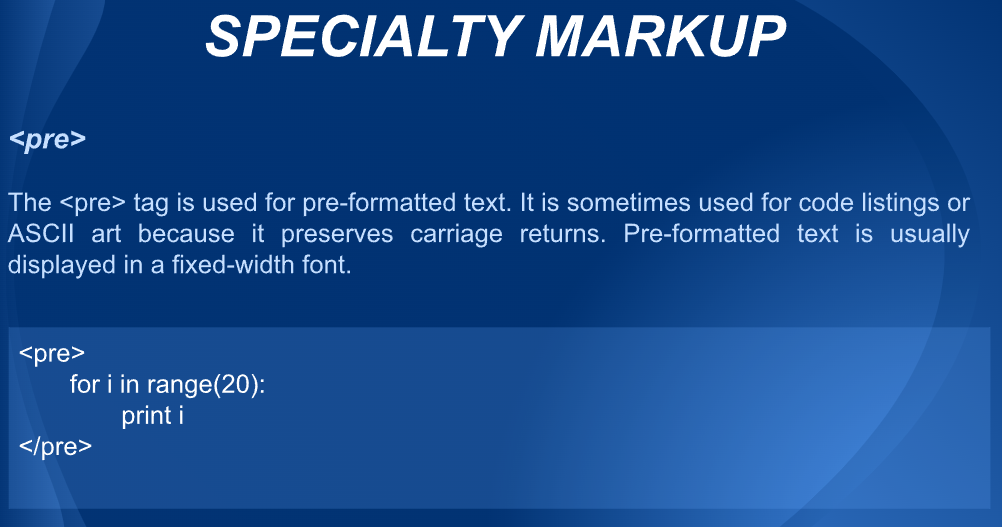 SPECIALTY MARKUP
<pre>
The <pre> tag is used for pre-formatted text. It is sometimes used for code listings or
ASCII art because it preserves carriage returns. Pre-formatted text is usually
displayed in a fixed-width font.
<pre>
for i in range(20):
print i
</pre>